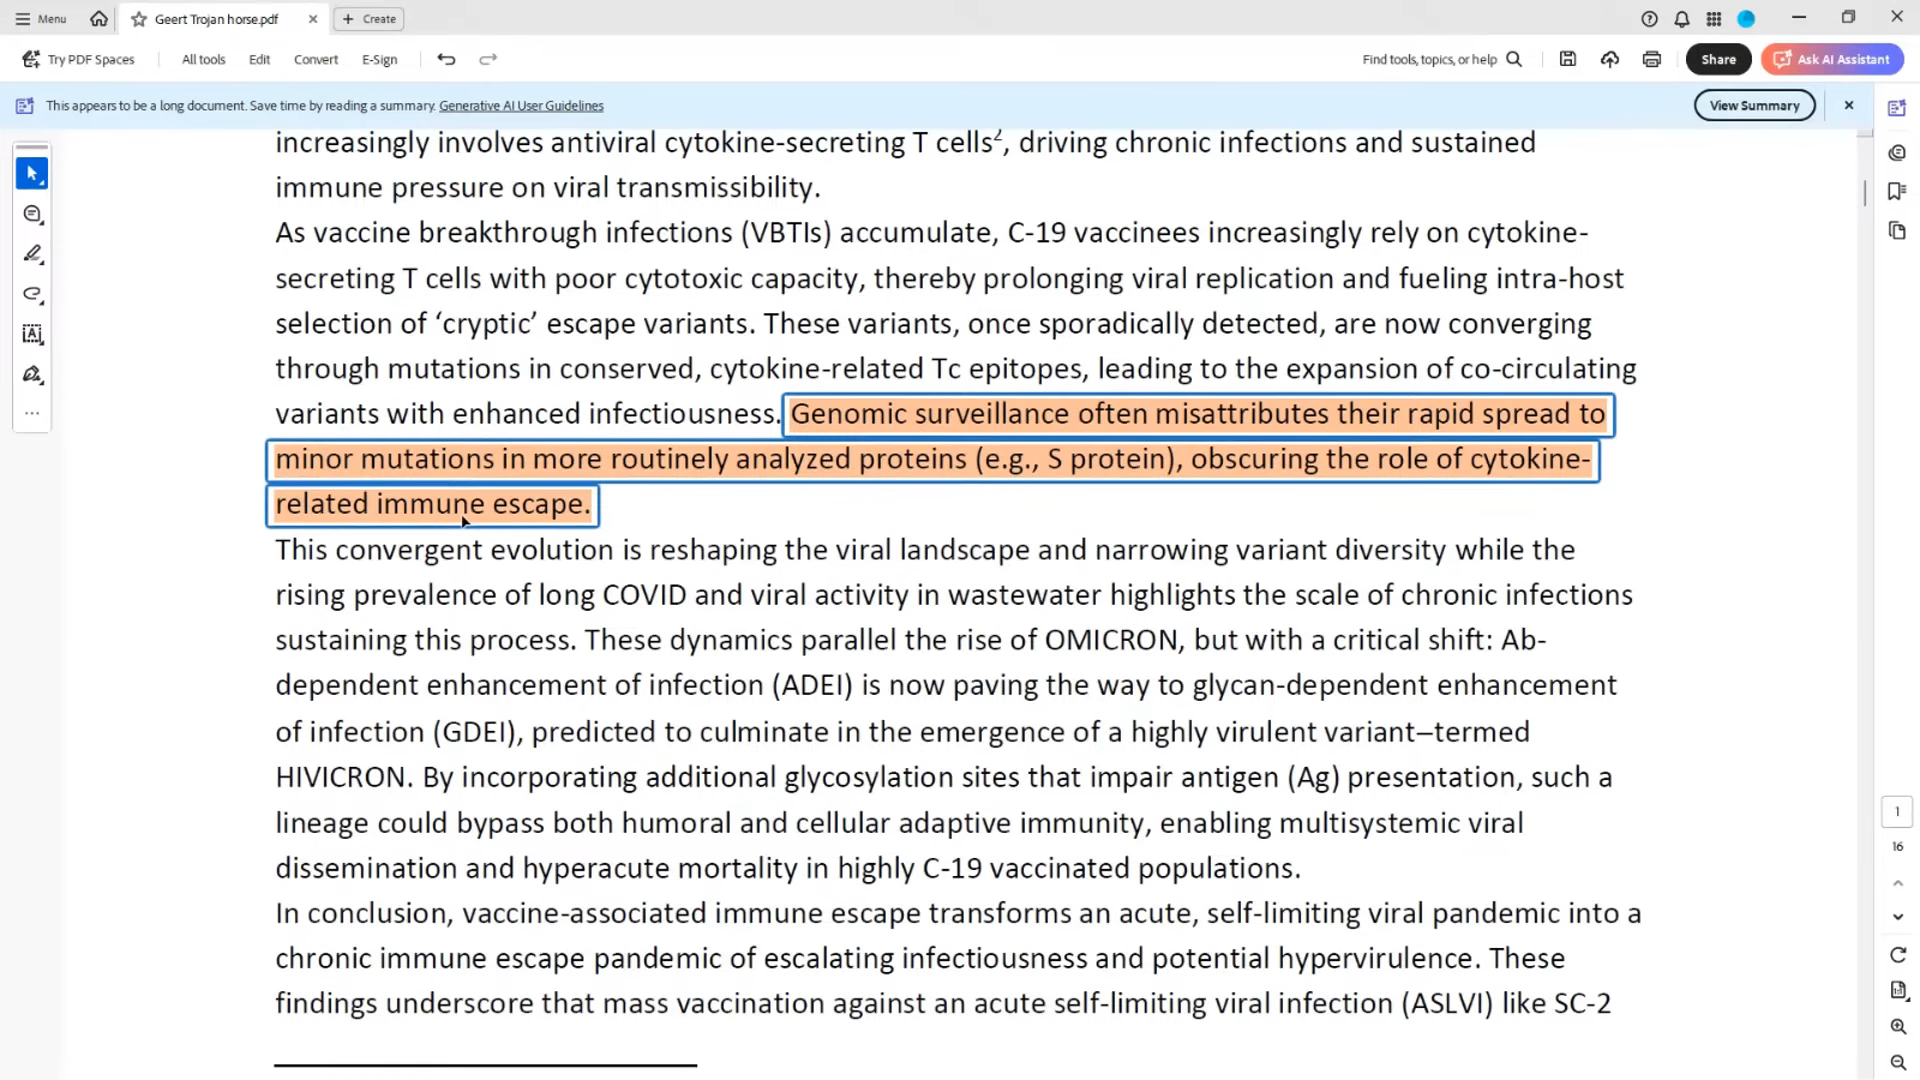 Menu
Geert Trojan horse.pdf
Create
Try PDF Spaces
All tools
Edit
Convert
E-Sign
Find tools, topics, or help
Share
Ask AI Assistant
This appears to be a long document. Save time by reading a summary. Generative AI User Guidelines
View Summary
increasingly involves antiviral cytokine-secreting T cells², driving chronic infections and sustained
immune pressure on viral transmissibility.
As vaccine breakthrough infections (VBTIs) accumulate, C-19 vaccinees increasingly rely on cytokine-
secreting T cells with poor cytotoxic capacity, thereby prolonging viral replication and fueling intra-host
selection of ‘cryptic’ escape variants. These variants, once sporadically detected, are now converging
through mutations in conserved, cytokine-related Tc epitopes, leading to the expansion of co-circulating
variants with enhanced infectiousness. Genomic surveillance often misattributes their rapid spread to
minor mutations in more routinely analyzed proteins (e.g., S protein), obscuring the role of cytokine-
related immune escape.
This convergent evolution is reshaping the viral landscape and narrowing variant diversity while the
rising prevalence of long COVID and viral activity in wastewater highlights the scale of chronic infections
sustaining this process. These dynamics parallel the rise of OMICRON, but with a critical shift: Ab-
dependent enhancement of infection (ADEI) is now paving the way to glycan-dependent enhancement
of infection (GDEI), predicted to culminate in the emergence of a highly virulent variant–termed
HIVICRON. By incorporating additional glycosylation sites that impair antigen (Ag) presentation, such a
lineage could bypass both humoral and cellular adaptive immunity, enabling multisystemic viral
dissemination and hyperacute mortality in highly C-19 vaccinated populations.
In conclusion, vaccine-associated immune escape transforms an acute, self-limiting viral pandemic into a
chronic immune escape pandemic of escalating infectiousness and potential hypervirulence. These
findings underscore that mass vaccination against an acute self-limiting viral infection (ASLVI) like SC-2
1
16